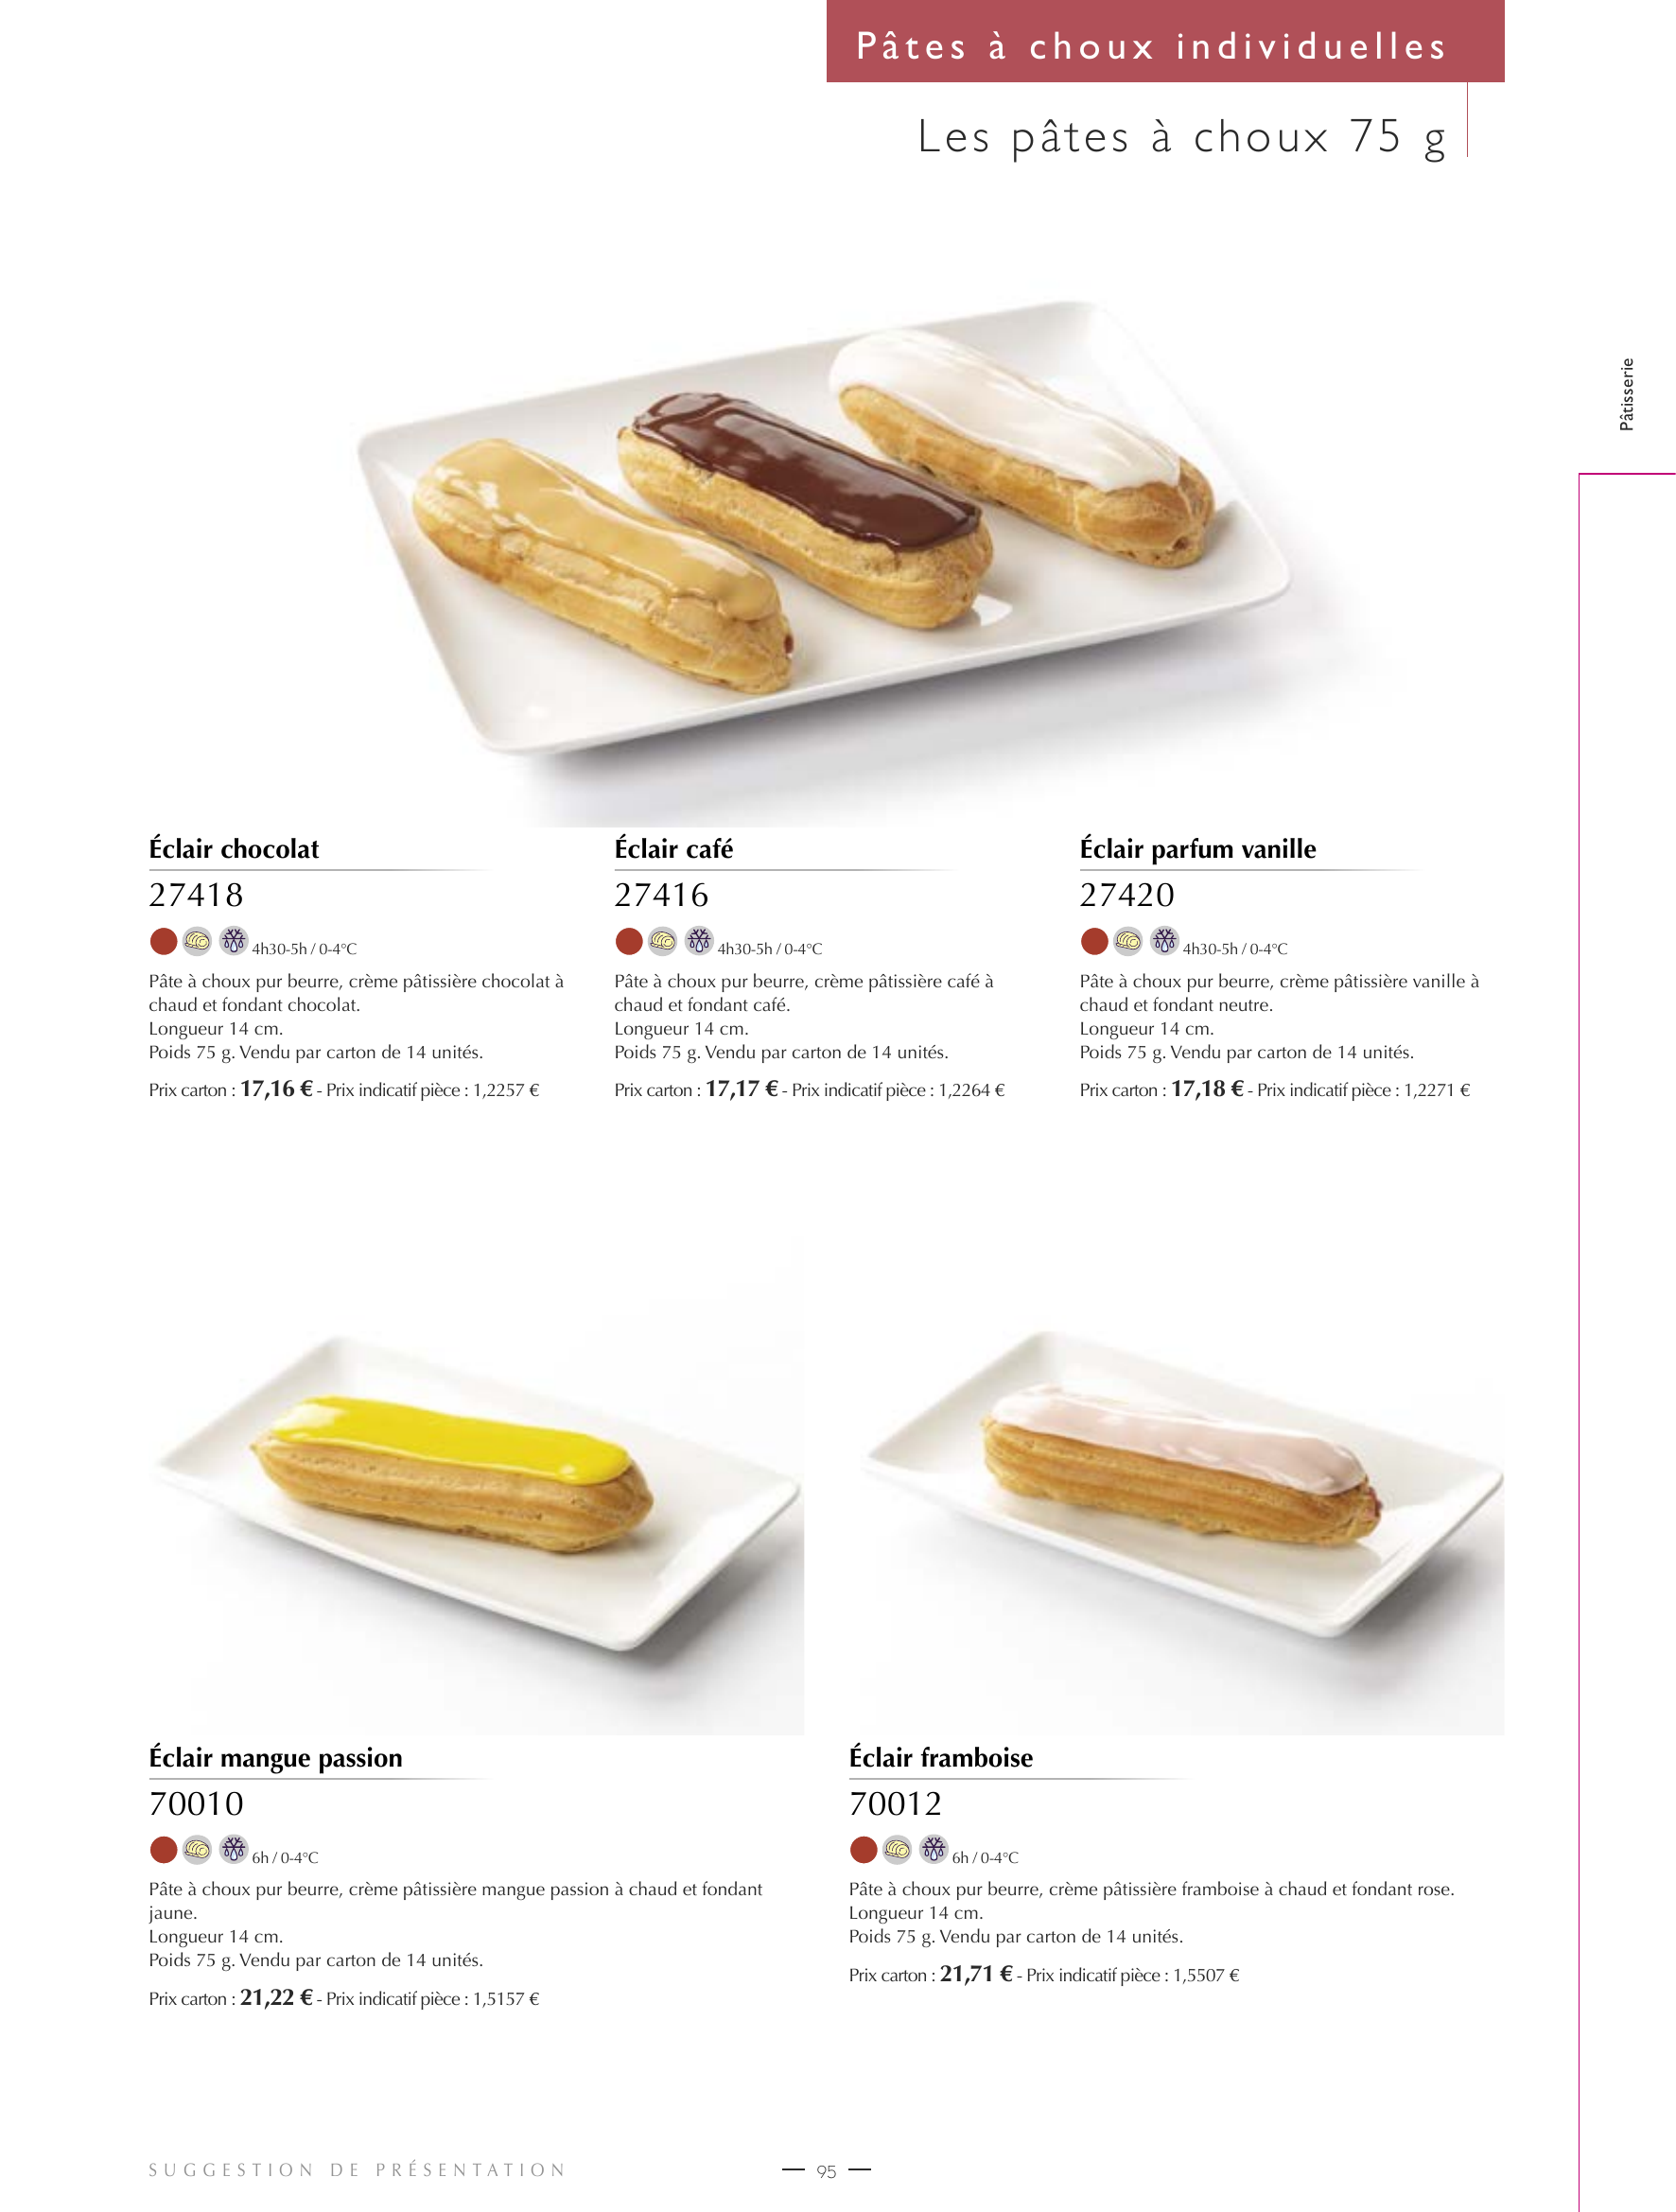 Pâtes à choux individuelles
Les pâtes à choux 75 g
Pâtisserie
Éclair chocolat
27418
4h30-5h / 0-4°C
Pâte à choux pur beurre, crème pâtissière chocolat à
chaud et fondant chocolat.
Longueur 14 cm.
Poids 75 g. Vendu par carton de 14 unités.
Prix carton : 17,16 € - Prix indicatif pièce : 1,2257 €
Éclair café
27416
4h30-5h / 0-4°C
Pâte à choux pur beurre, crème pâtissière café à
chaud et fondant café.
Longueur 14 cm.
Poids 75 g. Vendu par carton de 14 unités.
Prix carton : 17,17 € - Prix indicatif pièce : 1,2264 €
Éclair parfum vanille
27420
4h30-5h / 0-4°C
Pâte à choux pur beurre, crème pâtissière vanille à
chaud et fondant neutre.
Longueur 14 cm.
Poids 75 g. Vendu par carton de 14 unités.
Prix carton : 17,18 € - Prix indicatif pièce : 1,2271 €
Éclair mangue passion
70010
6h / 0-4°C
Pâte à choux pur beurre, crème pâtissière mangue passion à chaud et fondant
jaune.
Longueur 14 cm.
Poids 75 g. Vendu par carton de 14 unités.
Prix carton : 21,22 € - Prix indicatif pièce : 1,5157 €
Éclair framboise
70012
6h / 0-4°C
Pâte à choux pur beurre, crème pâtissière framboise à chaud et fondant rose.
Longueur 14 cm.
Poids 75 g. Vendu par carton de 14 unités.
Prix carton : 21,71 € - Prix indicatif pièce : 1,5507 €
SUGGESTION DE PRÉSENTATION
— 95 —